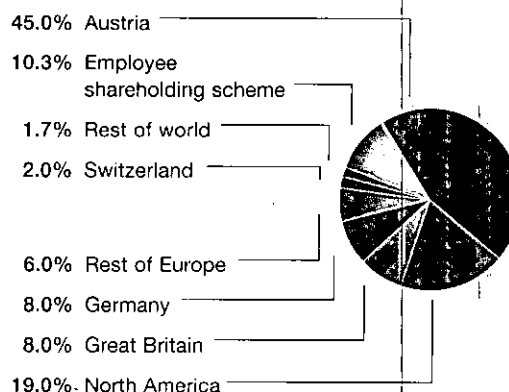 45.0% Austria
10.3% Employee
shareholding scheme
1.7% Rest of world
2.0% Switzerland
6.0% Rest of Europe
8.0% Germany
8.0% Great Britain
19.0% North America